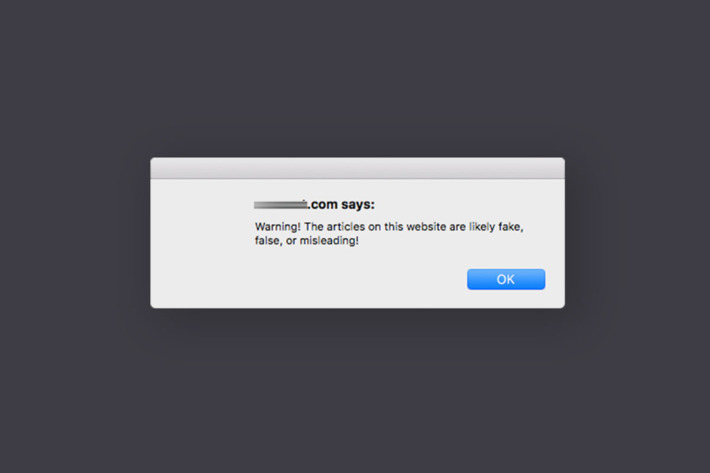 .com says:
Warning! The articles on this website are likely fake,
false, or misleading!
OK